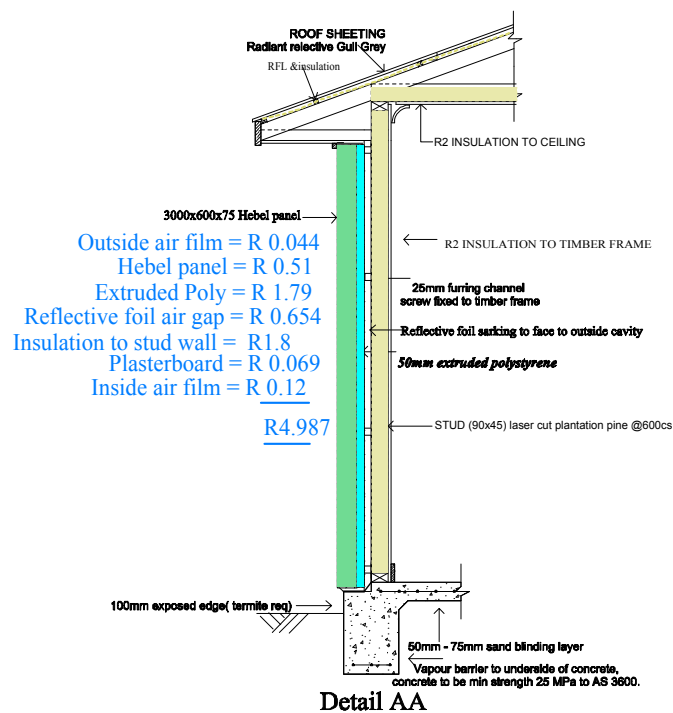 ROOF SHEETING
Radiant relective Gull Grey
RFL &insulation
R2 INSULATION TO CEILING
3000x600x75 Hebel panel
Outside air film = R 0.044
Hebel panel = R 0.51
Extruded Poly = R 1.79
Reflective foil air gap = R 0.654
Insulation to stud wall = R1.8
Plasterboard = R 0.069
Inside air film = R 0.12
R4.987
R2 INSULATION TO TIMBER FRAME
25mm furring channel
screw fixed to timber frame
Reflective foil sarking to face to outside cavity
50mm extruded polystyrene
STUD (90x45) laser cut plantation pine @600cs
100mm exposed edge( termite req)
50mm - 75mm sand blinding layer
Vapour barrier to underside of concrete,
concrete to be min strength 25 MPa to AS 3600.
Detail AA